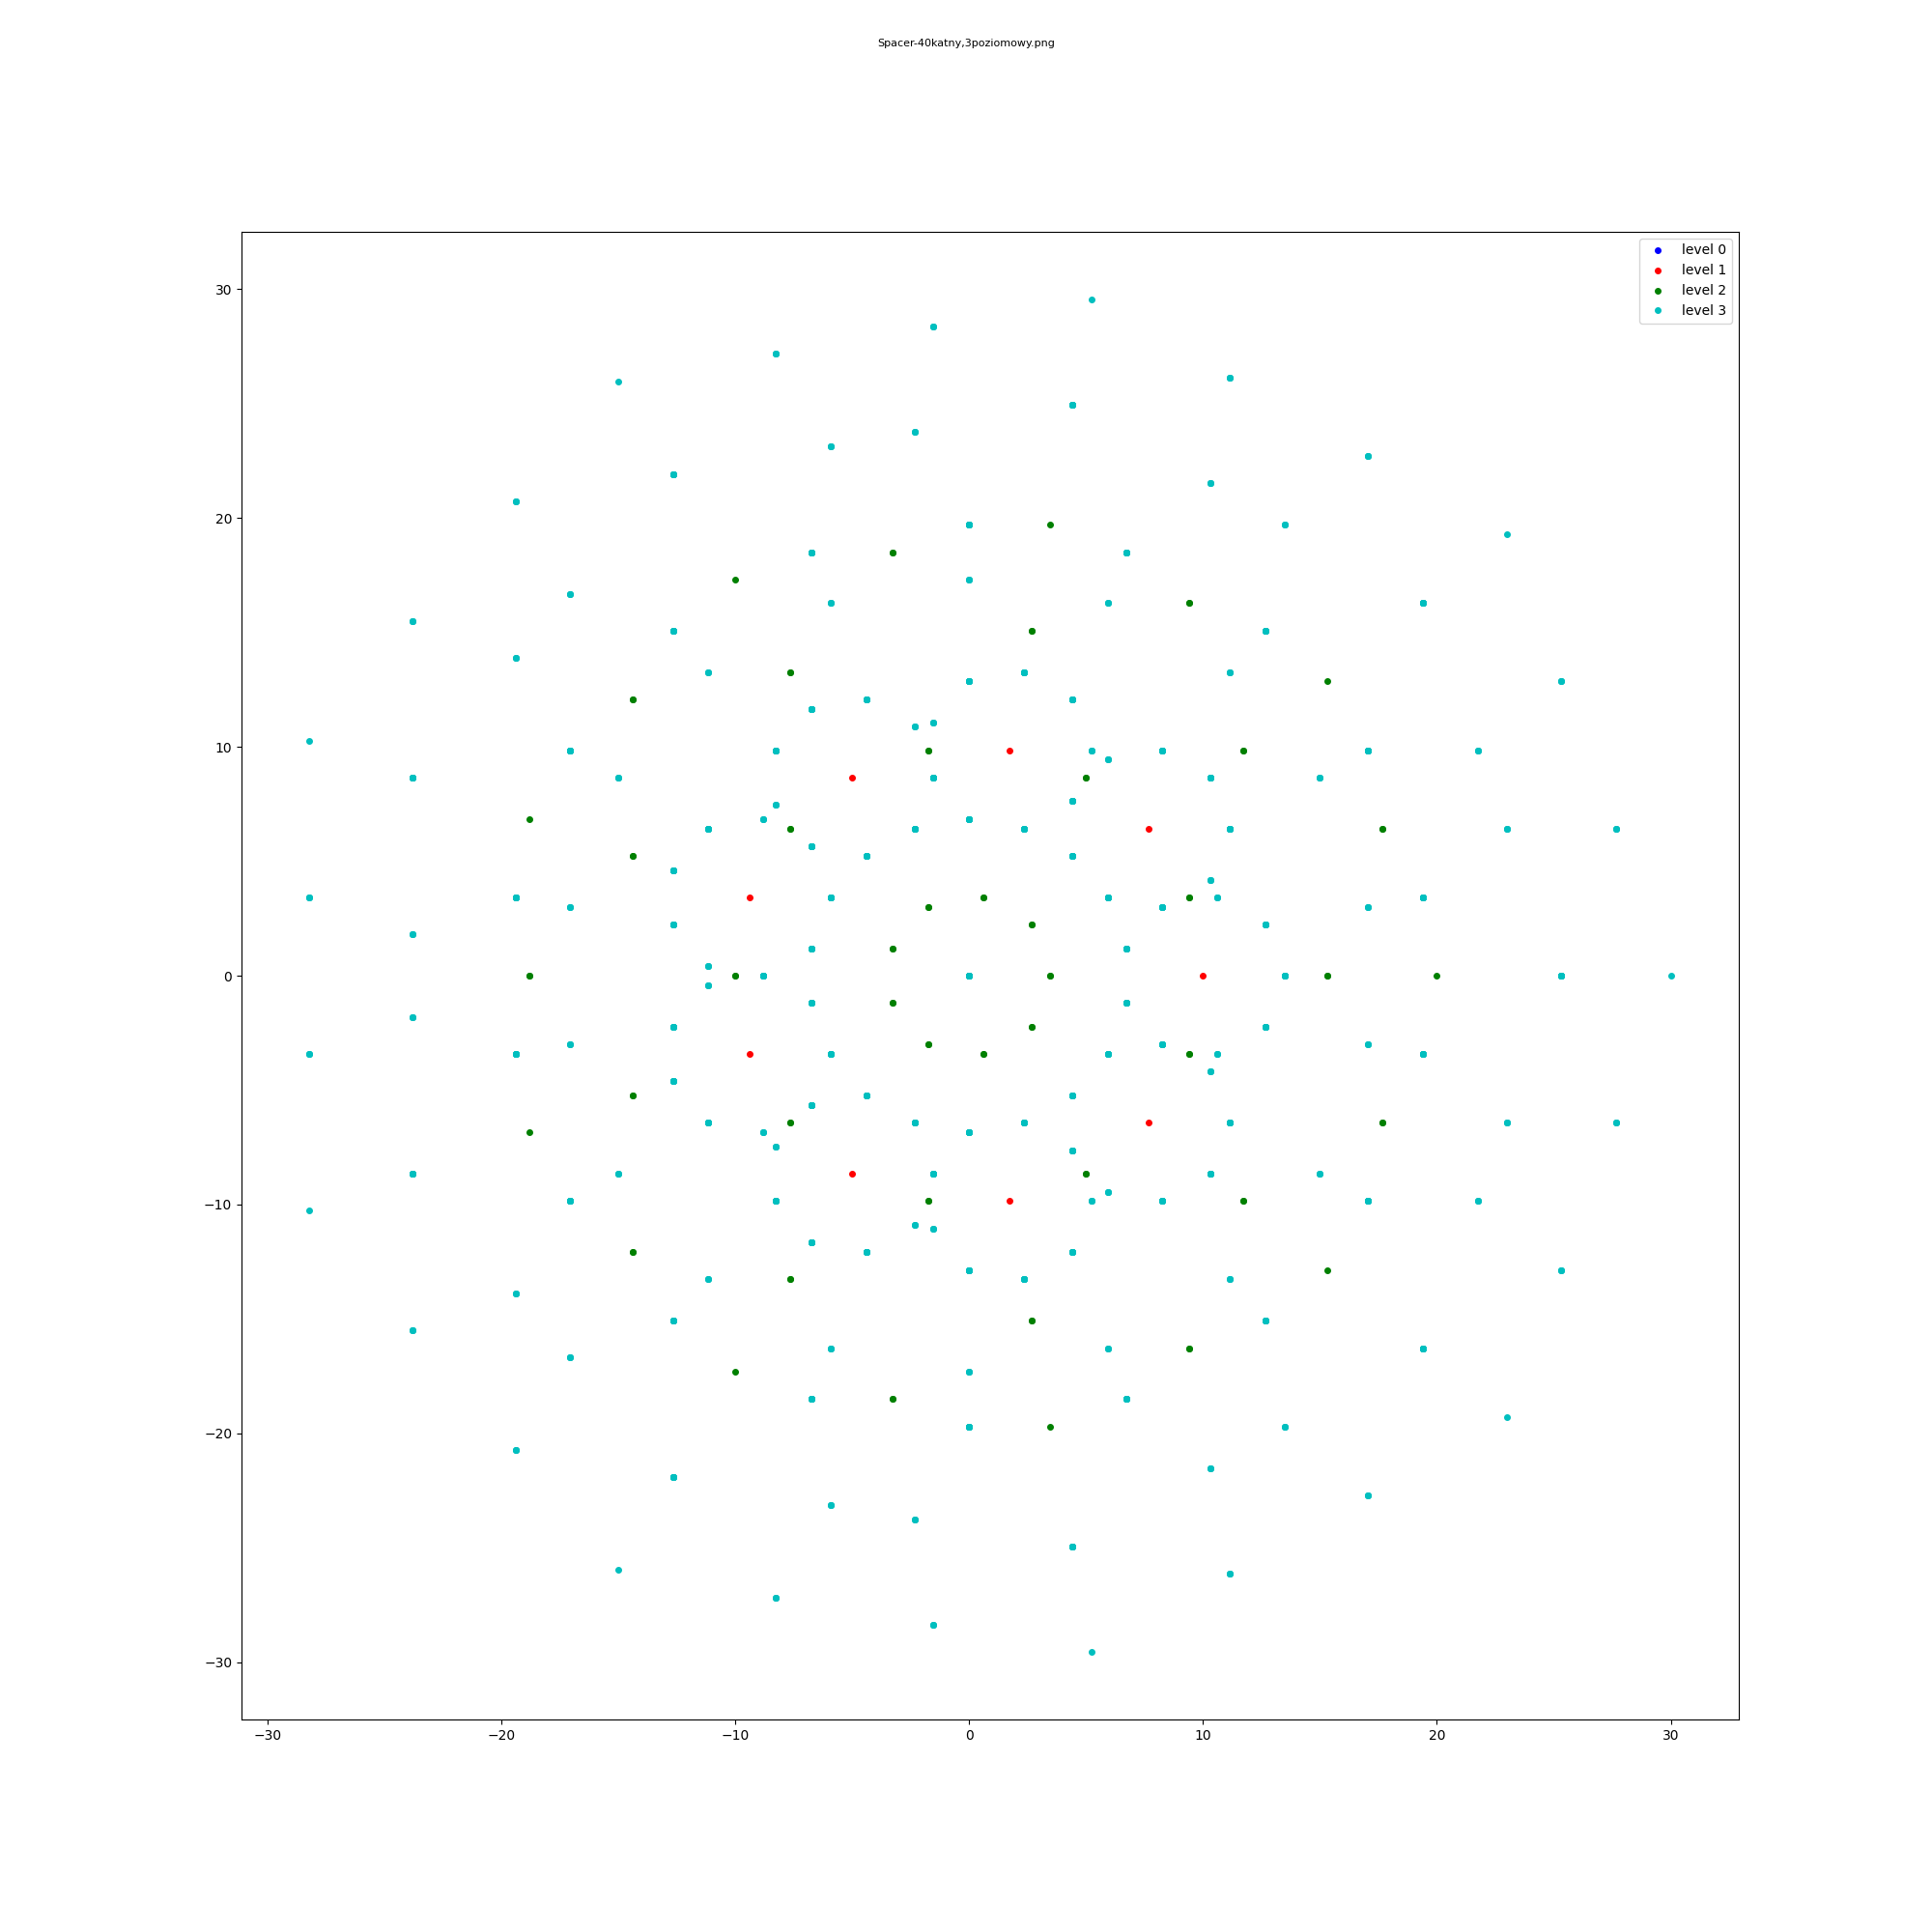 Spacer-40katny,3poziomowy.png
level 0
level 1
level 2
level 3
30
20
10
0
−10
−20
−30
−30 −20 −10 0 10 20 30